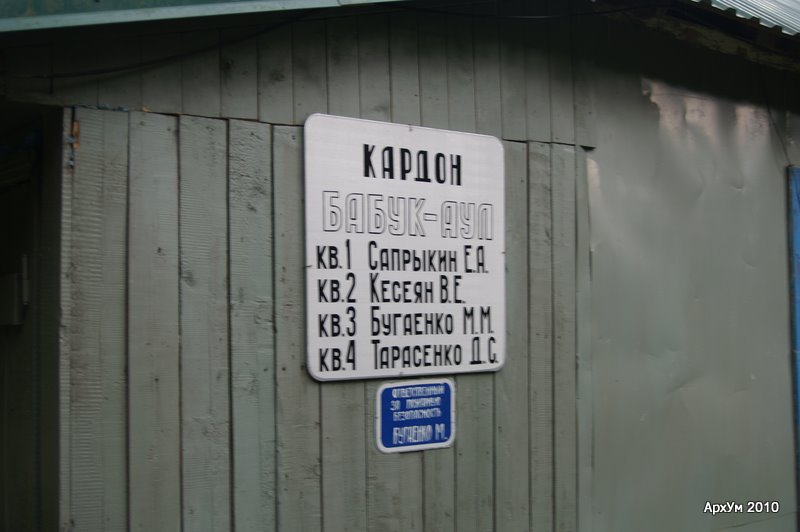 КАРДОН
БАБУК-АУЛ
КВ.1 САПРЫКИН Е.А.
КВ.2 КЕСЕЯН В.Е.
КВ.3 БУГАЕНКО М.М.
КВ.4 ТАРАСЕНКО Д.С.
ОТВЕТСТВЕННЫЙ
ЗА ПОЖАРНУЮ
БЕЗОПАСНОСТЬ
БУГАЕНКО М.
АрхУм 2010